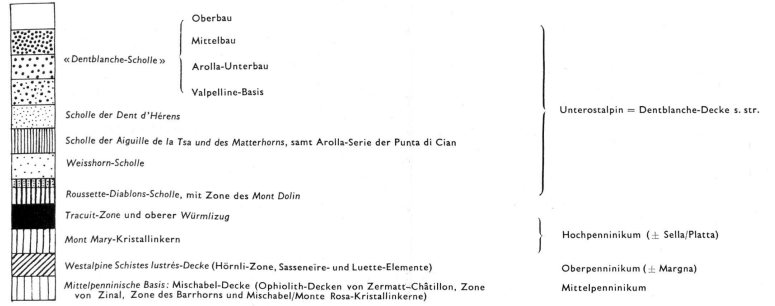 Oberbau
Mittelbau
«Dentblanche-Scholle»
Arolla-Unterbau
Valpelline-Basis
Unterostalpin = Dentblanche-Decke s. str.
Scholle der Dent d'Hérens
Scholle der Aiguille de la Tsa und des Matterhorns, samt Arolla-Serie der Punta di Cian
Weisshorn-Scholle
Roussette-Diablons-Scholle, mit Zone des Mont Dolin
Tracuit-Zone und oberer Würmlizug
Hochpenninikum (± Sella/Platta)
Mont Mary-Kristallinkern
Westalpine Schistes lustrés-Decke (Hörnli-Zone, Sasseneire- und Luette-Elemente)
Oberpenninikum (± Margna)
Mittelpenninische Basis: Mischabel-Decke (Ophiolith-Decken von Zermatt–Châtillon, Zone
von Zinal, Zone des Barrhorns und Mischabel/Monte Rosa-Kristallinkerne)
Mittelpenninikum